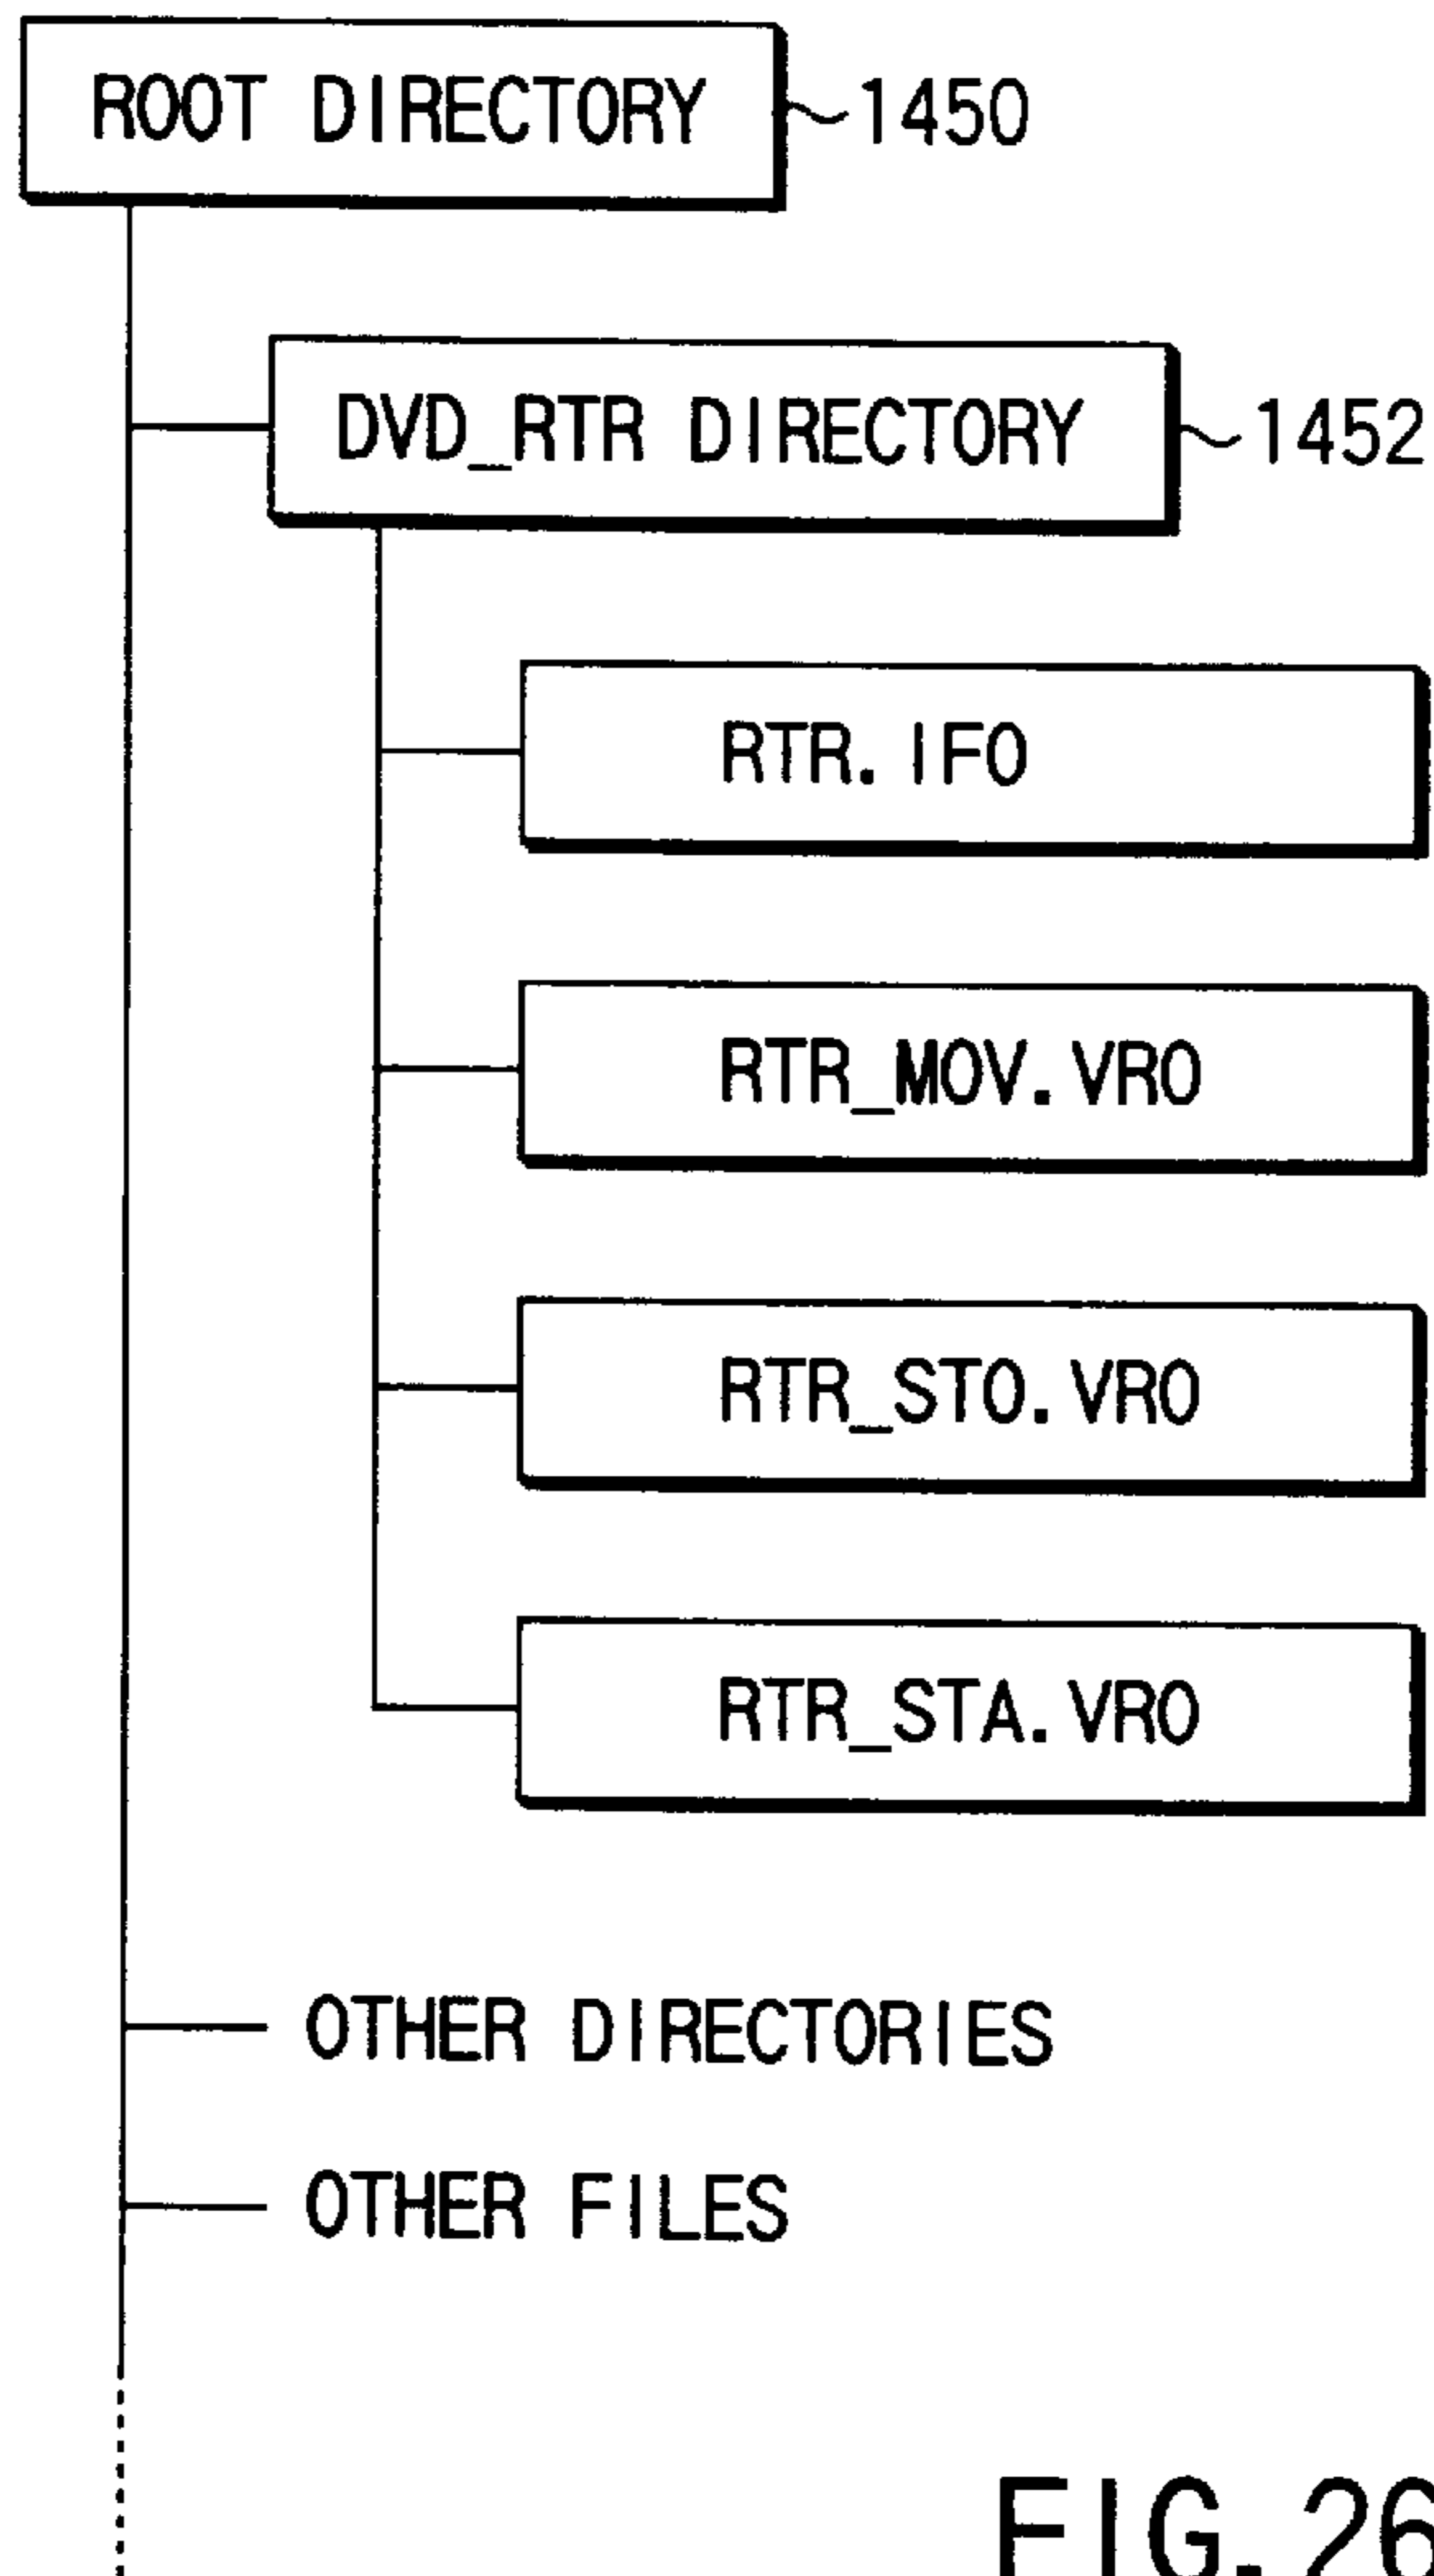 ROOT DIRECTORY 1450
DVD_RTR DIRECTORY 1452
RTR.IFO
RTR_MOV.VRO
RTR_STO.VRO
RTR_STA.VRO
OTHER DIRECTORIES
OTHER FILES
FIG.26